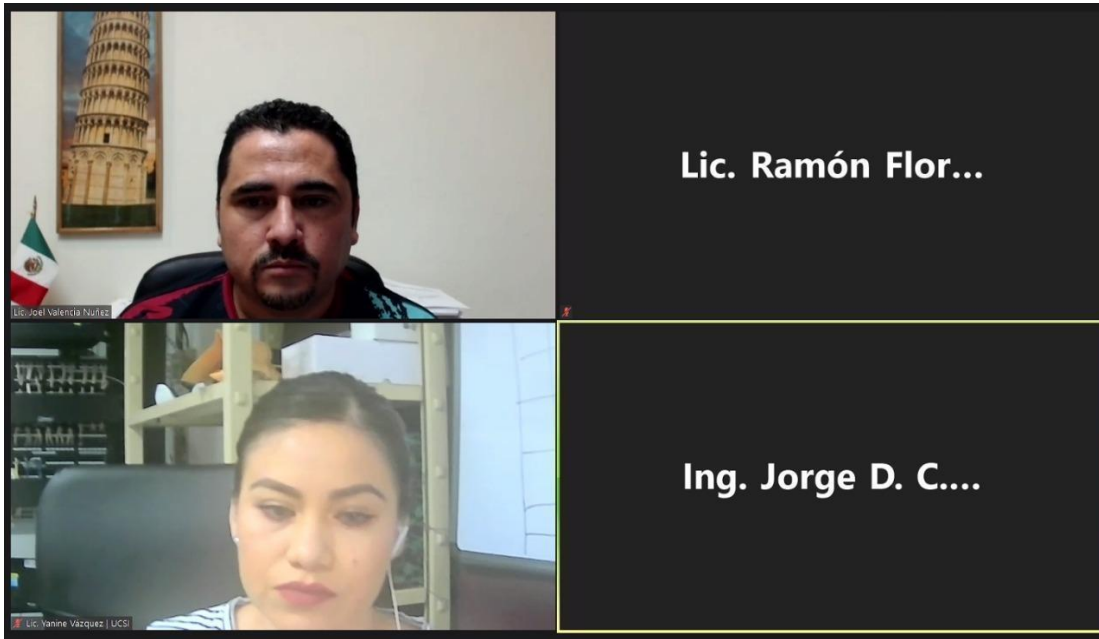 Lic. Joel Valencia Nuñez
Lic. Ramón Flor...
Lic. Yanine Vázquez | UCSI
Ing. Jorge D. C....